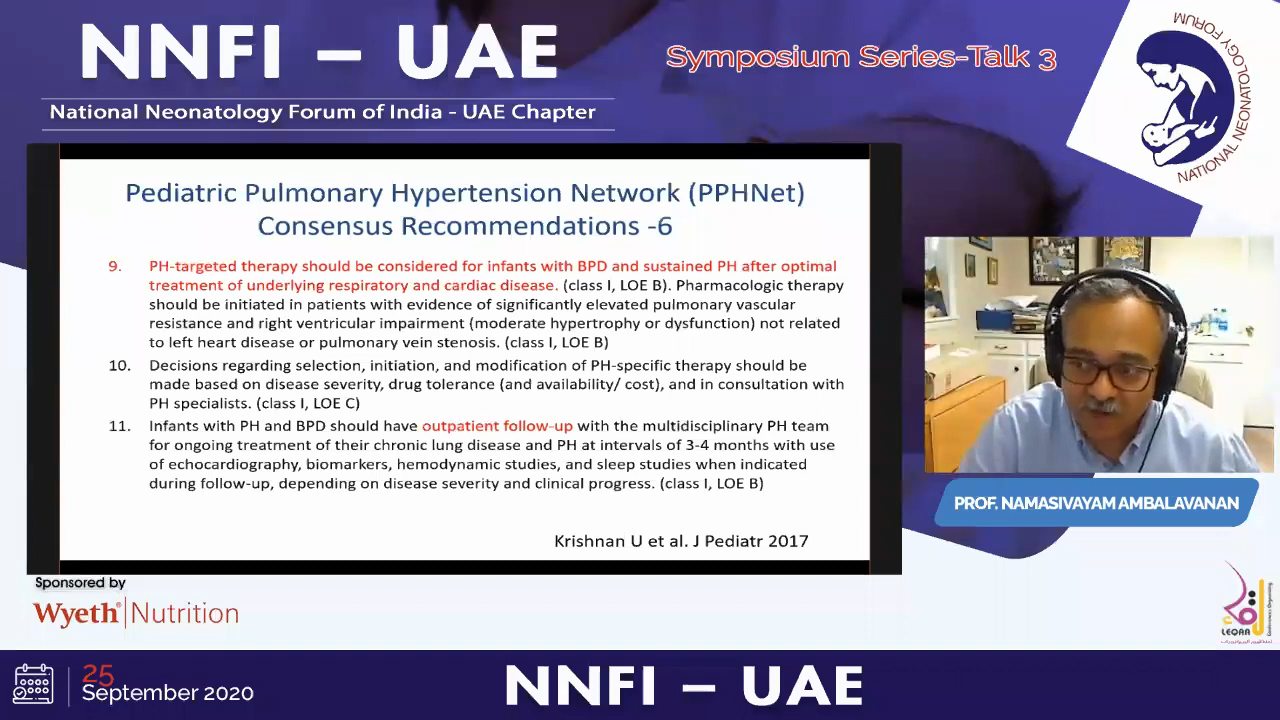 NNFI – UAE
National Neonatology Forum of India - UAE Chapter
Symposium Series-Talk 3
NATIONAL NEONATOLOGY FORUM
Pediatric Pulmonary Hypertension Network (PPHNet)
Consensus Recommendations -6
9. PH-targeted therapy should be considered for infants with BPD and sustained PH after optimal
treatment of underlying respiratory and cardiac disease. (class I, LOE B). Pharmacologic therapy
should be initiated in patients with evidence of significantly elevated pulmonary vascular
resistance and right ventricular impairment (moderate hypertrophy or dysfunction) not related
to left heart disease or pulmonary vein stenosis. (class I, LOE B)
10. Decisions regarding selection, initiation, and modification of PH-specific therapy should be
made based on disease severity, drug tolerance (and availability/ cost), and in consultation with
PH specialists. (class I, LOE C)
11. Infants with PH and BPD should have outpatient follow-up with the multidisciplinary PH team
for ongoing treatment of their chronic lung disease and PH at intervals of 3-4 months with use
of echocardiography, biomarkers, hemodynamic studies, and sleep studies when indicated
during follow-up, depending on disease severity and clinical progress. (class I, LOE B)
Krishnan U et al. J Pediatr 2017
PROF. NAMASIVAYAM AMBALAVANAN
Sponsored by
Wyeth® Nutrition
LEQAA
25
September 2020
NNFI – UAE